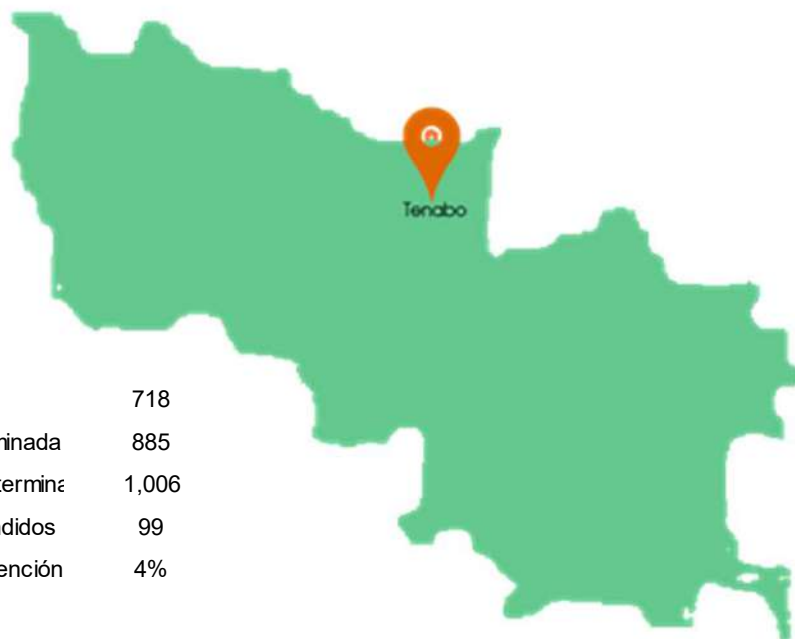 Tenabo
718
minada 885
termina 1,006
didos 99
ención 4%